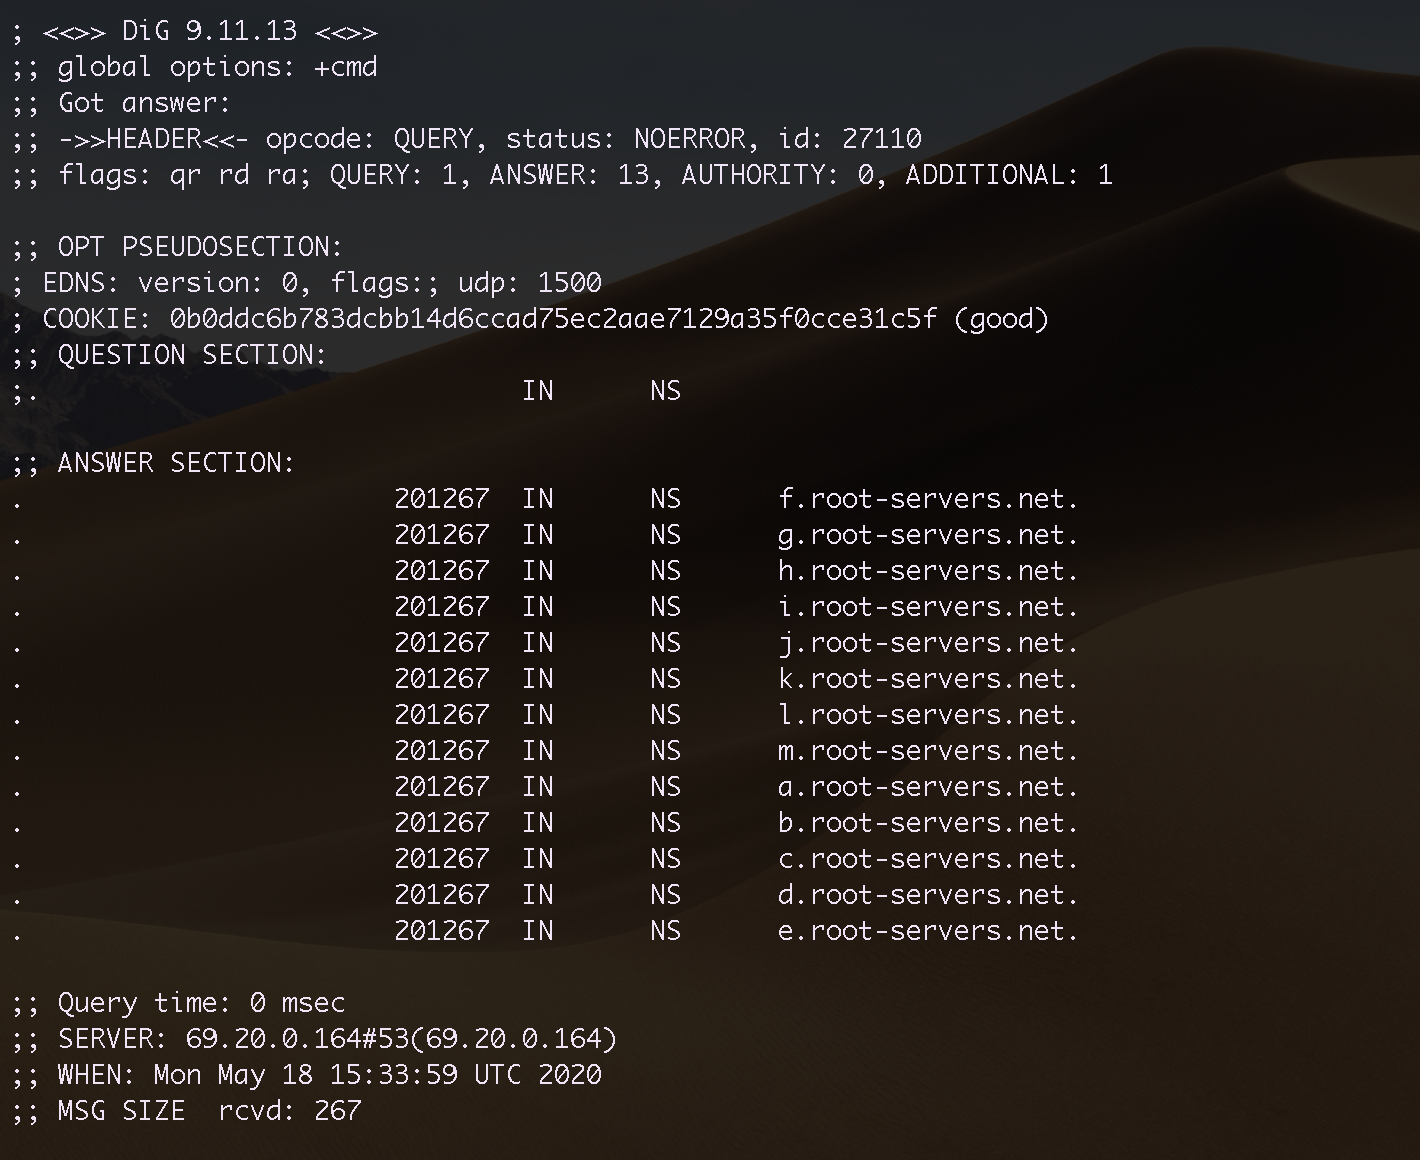 ; <<>> DiG 9.11.13 <<>>
;; global options: +cmd
;; Got answer:
;; ->>HEADER<<- opcode: QUERY, status: NOERROR, id: 27110
;; flags: qr rd ra; QUERY: 1, ANSWER: 13, AUTHORITY: 0, ADDITIONAL: 1

;; OPT PSEUDOSECTION:
; EDNS: version: 0, flags:; udp: 1500
; COOKIE: 0b0ddc6b783dcbb14d6ccad75ec2aae7129a35f0cce31c5f (good)
;; QUESTION SECTION:
;.				IN	NS

;; ANSWER SECTION:
.			201267	IN	NS	f.root-servers.net.
.			201267	IN	NS	g.root-servers.net.
.			201267	IN	NS	h.root-servers.net.
.			201267	IN	NS	i.root-servers.net.
.			201267	IN	NS	j.root-servers.net.
.			201267	IN	NS	k.root-servers.net.
.			201267	IN	NS	l.root-servers.net.
.			201267	IN	NS	m.root-servers.net.
.			201267	IN	NS	a.root-servers.net.
.			201267	IN	NS	b.root-servers.net.
.			201267	IN	NS	c.root-servers.net.
.			201267	IN	NS	d.root-servers.net.
.			201267	IN	NS	e.root-servers.net.

;; Query time: 0 msec
;; SERVER: 69.20.0.164#53(69.20.0.164)
;; WHEN: Mon May 18 15:33:59 UTC 2020
;; MSG SIZE  rcvd: 267